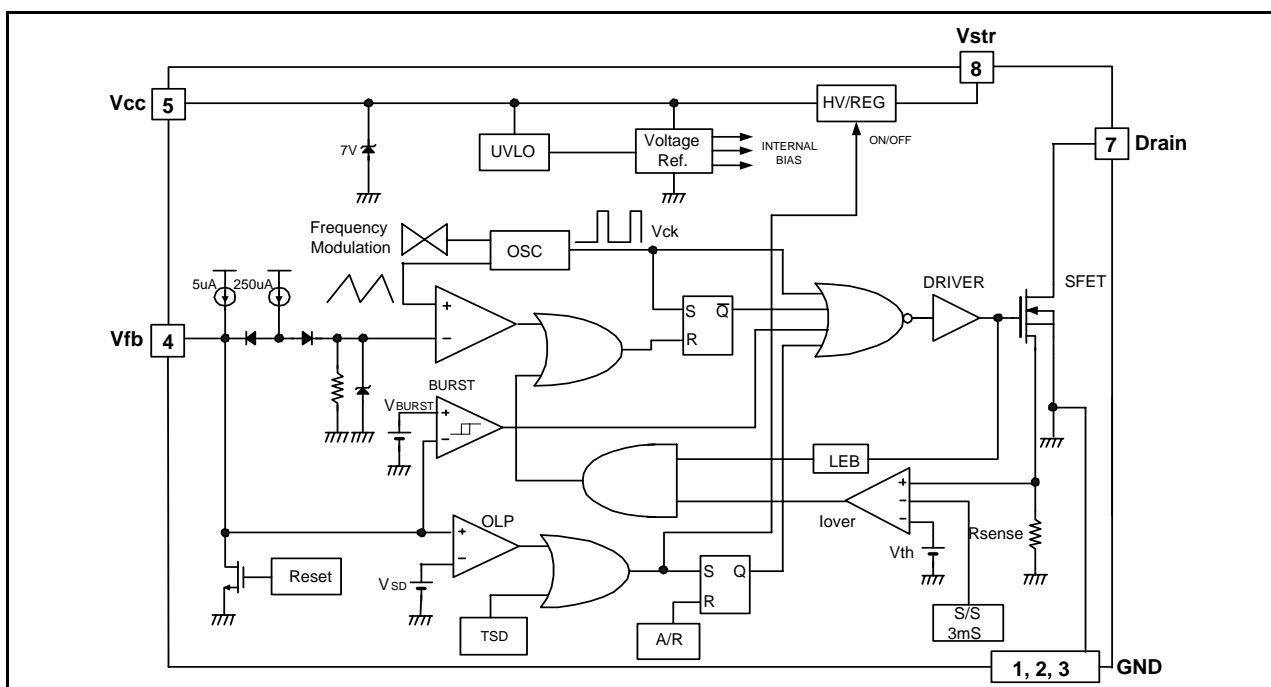 Vstr
8
Vcc
5
HV/REG
7V
UVLO
Voltage
Ref.
INTERNAL
BIAS
ON/OFF
7
Drain
Frequency
Modulation
OSC
Vck
5uA
250uA
DRIVER
SFET
Vfb
4
+
−
S
Q
R
BURST
VBURST
+
−
LEB
OLP
+
−
Iover
+
−
−
Vth
Rsense
VSD
Reset
S
Q
R
TSD
A/R
S/S
3mS
1, 2, 3
GND